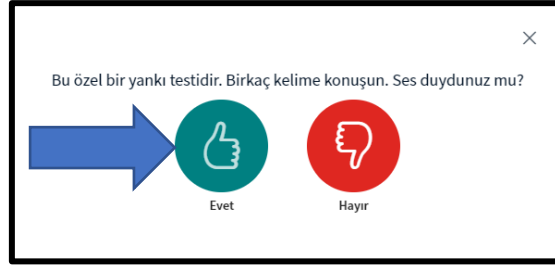 Bu özel bir yankı testidir. Birkaç kelime konuşun. Ses duydunuz mu?
Evet
Hayır